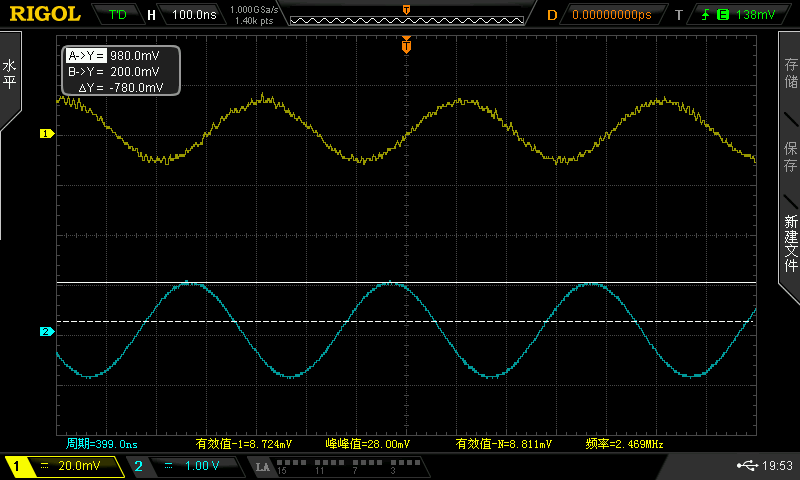 RIGOL T'D H 100.0ns 1.00GSa/s 1.40k pts T D 0.00000000ps T E 138mV
T
A->Y= 980.0mV
B->Y= 200.0mV
ΔY= -780.0mV
水平
存储
保存
新建文件
1
2
周期=399.0ns 有效值-1=8.724mV 峰峰值=28.00mV 有效值-N=8.811mV 频率=2.469MHz
1 20.0mV 2 1.00 V LA 15 11 7 3 19:53